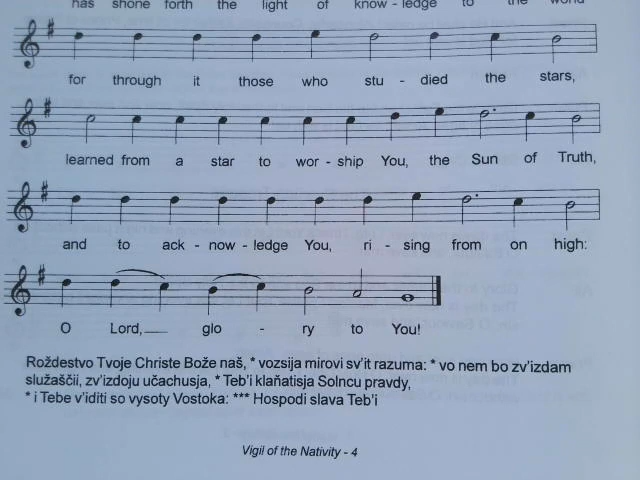 has shone forth the light of know - ledge to the world
for through it those who stu - died the stars,
learned from a star to wor - ship You, the Sun of Truth,
and to ack - now - ledge You, ri - sing from on high:
O Lord, glo - ry to You!
Roždestvo Tvoje Christe Bože naš, * vozsija mirovi sv'it razuma: * vo nem bo zv'izdam
služaščii, zv'izdoju učachusja, * Teb'i klaňatisja Solncu pravdy,
* i Tebe v'iditi so vysoty Vostoka: *** Hospodi slava Teb'i
Vigil of the Nativity - 4